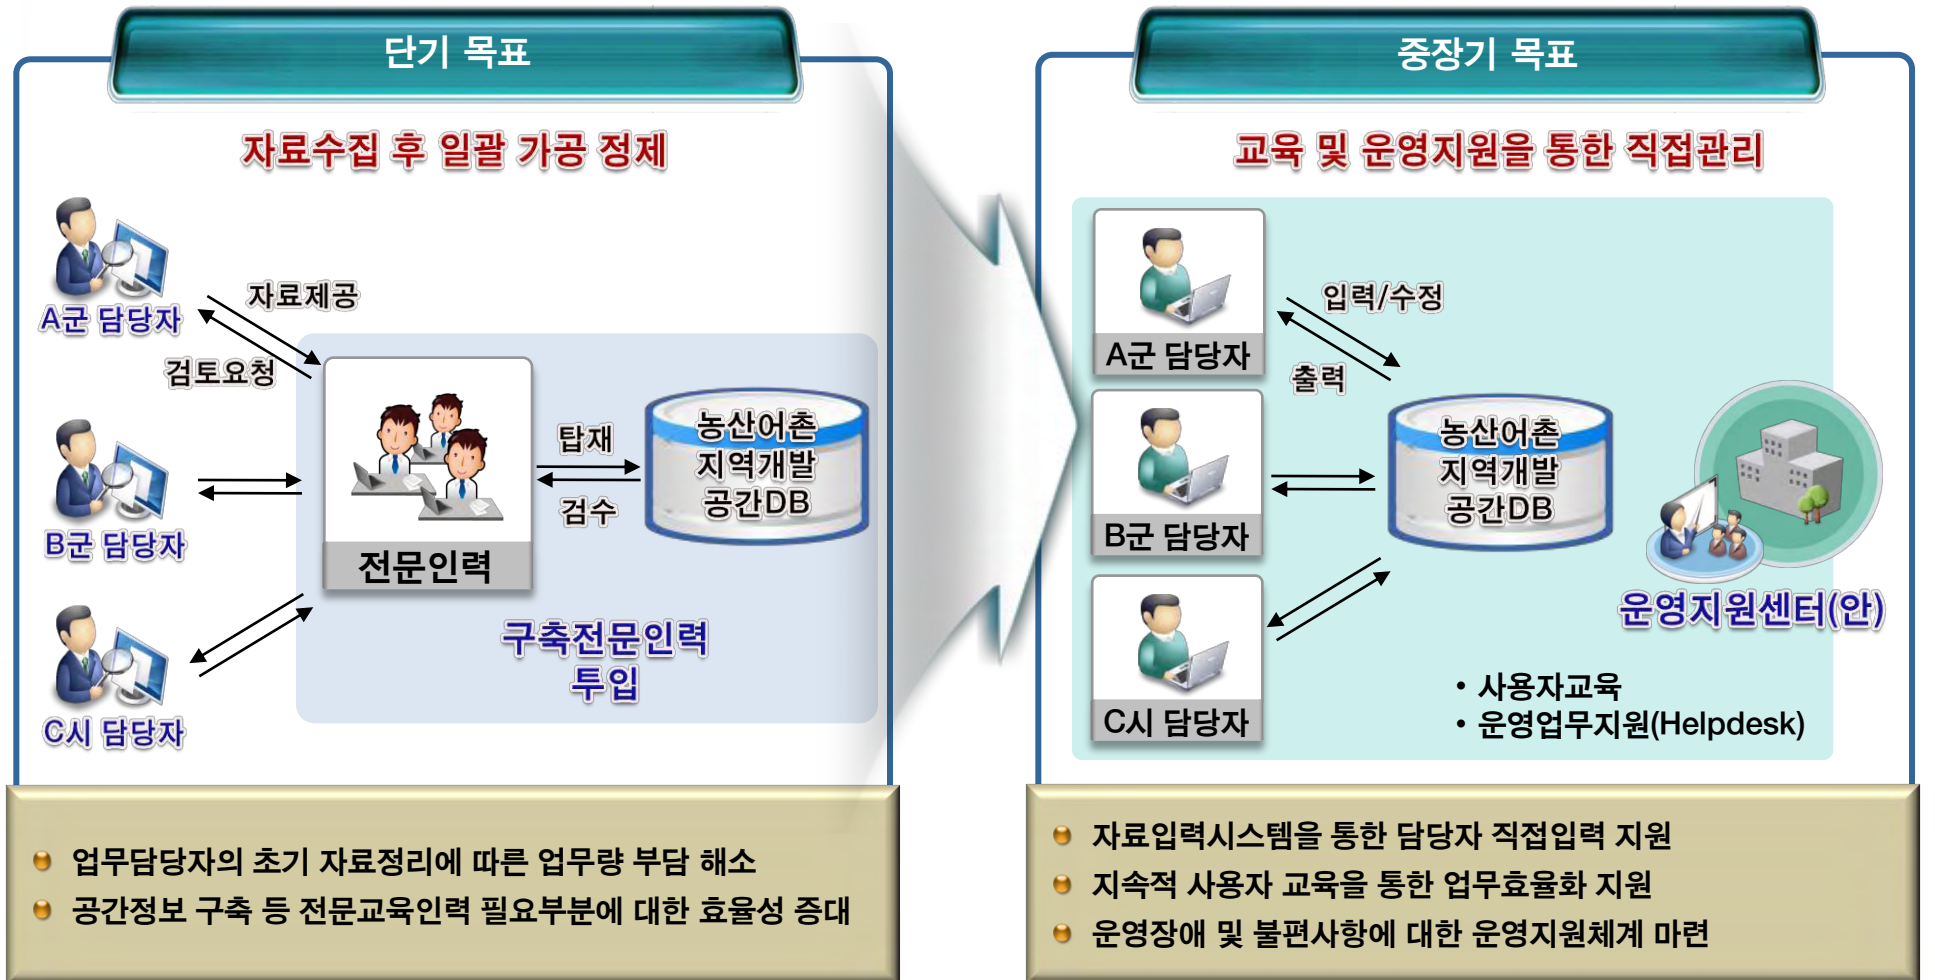 단기 목표
자료수집 후 일괄 가공 정제
A군 담당자
자료제공
검토요청
B군 담당자
C시 담당자
전문인력
탑재
검수
농산어촌
지역개발
공간DB
구축전문인력
투입
업무담당자의 초기 자료정리에 따른 업무량 부담 해소
공간정보 구축 등 전문교육인력 필요부분에 대한 효율성 증대
중장기 목표
교육 및 운영지원을 통한 직접관리
A군 담당자
입력/수정
출력
B군 담당자
C시 담당자
농산어촌
지역개발
공간DB
운영지원센터(안)
• 사용자교육
• 운영업무지원(Helpdesk)
자료입력시스템을 통한 담당자 직접입력 지원
지속적 사용자 교육을 통한 업무효율화 지원
운영장애 및 불편사항에 대한 운영지원체계 마련